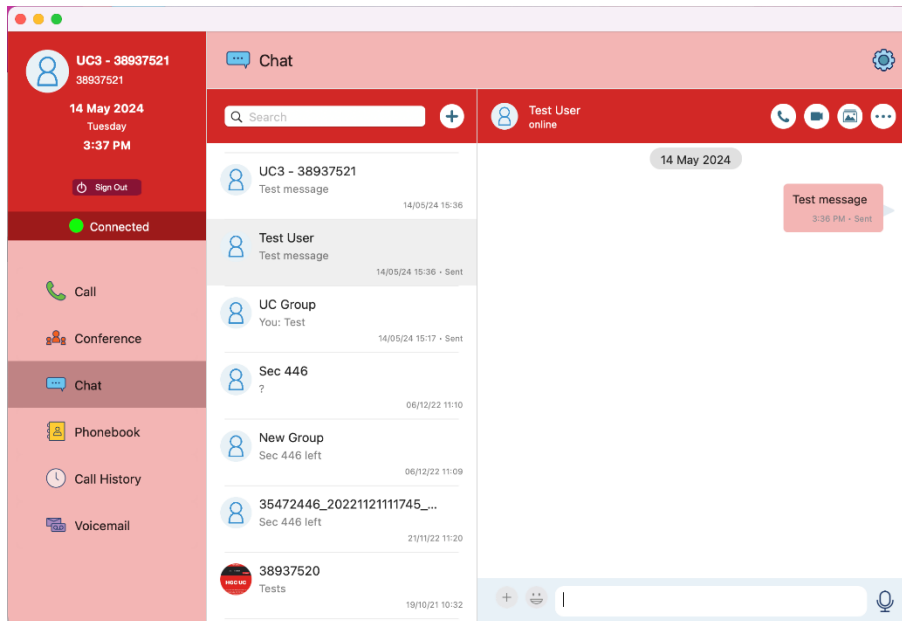 UC3 - 38937521
38937521
14 May 2024
Tuesday
3:37 PM
Sign Out
Connected
Call
Conference
Chat
Phonebook
Call History
Voicemail
Chat
Search
UC3 - 38937521
Test message
14/05/24 15:36
Test User
Test message
14/05/24 15:36 • Sent
UC Group
You: Test
14/05/24 15:17 • Sent
Sec 446
?
06/12/22 11:10
New Group
Sec 446 left
06/12/22 11:09
35472446_20221121111745_...
Sec 446 left
21/11/22 11:20
HGC UC
38937520
Tests
19/10/21 10:32
Test User
online
14 May 2024
Test message
3:36 PM • Sent